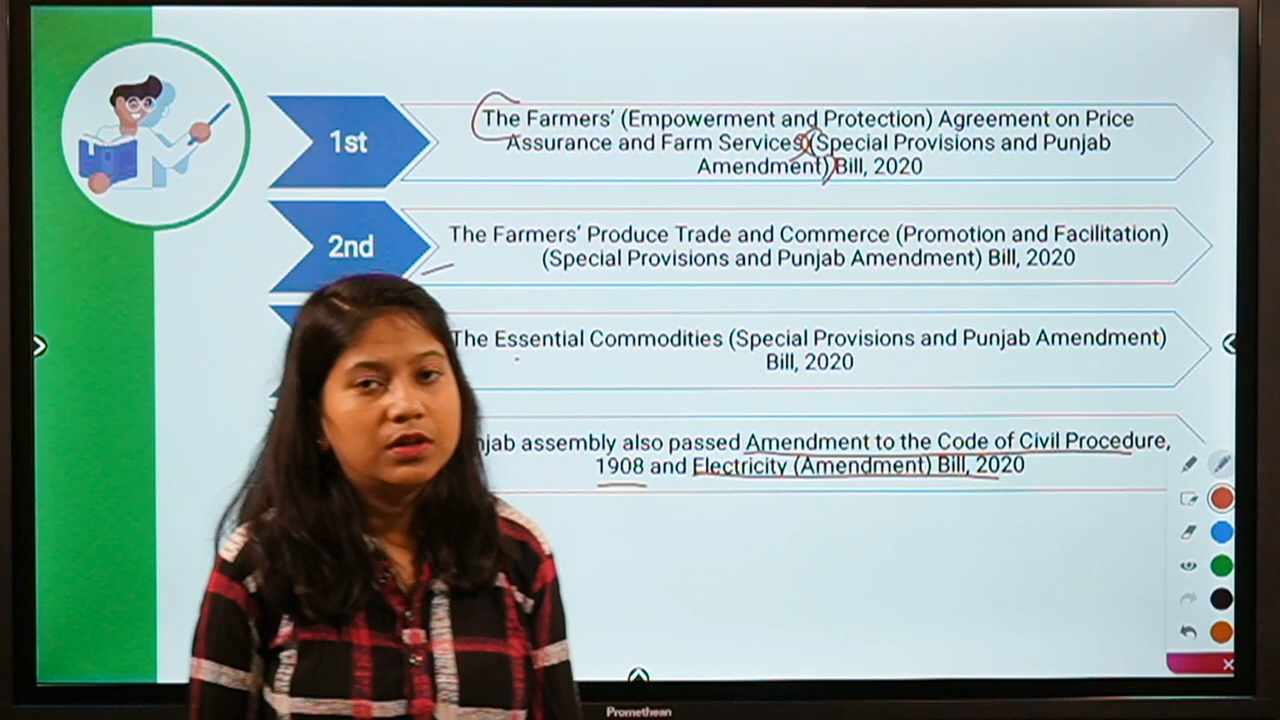 1st
The Farmers' (Empowerment and Protection) Agreement on Price
Assurance and Farm Services (Special Provisions and Punjab
Amendment) Bill, 2020
2nd
The Farmers' Produce Trade and Commerce (Promotion and Facilitation)
(Special Provisions and Punjab Amendment) Bill, 2020
The Essential Commodities (Special Provisions and Punjab Amendment)
Bill, 2020
assembly also passed Amendment to the Code of Civil Procedure,
1908 and Electricity (Amendment) Bill, 2020
Promethean